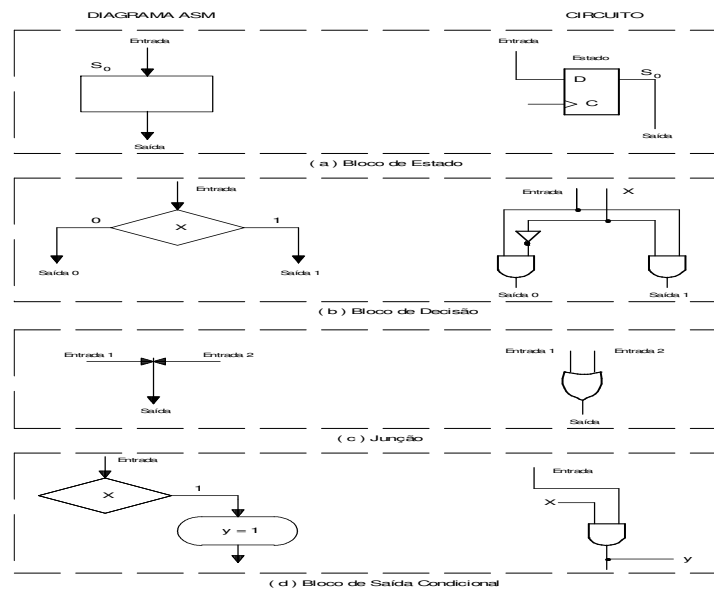 DIAGRAMA ASM
CIRCUITO
Entrada
S0
Saída
Entrada
Estado
D
C
S0
Saída
( a ) Bloco de Estado
Entrada
0
X
1
Saída 0
Saída 1
Entrada
X
Saída 0
Saída 1
( b ) Bloco de Decisão
Entrada 1
Entrada 2
Saída
Entrada 1
Entrada 2
Saída
( c ) Junção
Entrada
X
1
y = 1
Entrada
X
y
( d ) Bloco de Saída Condicional